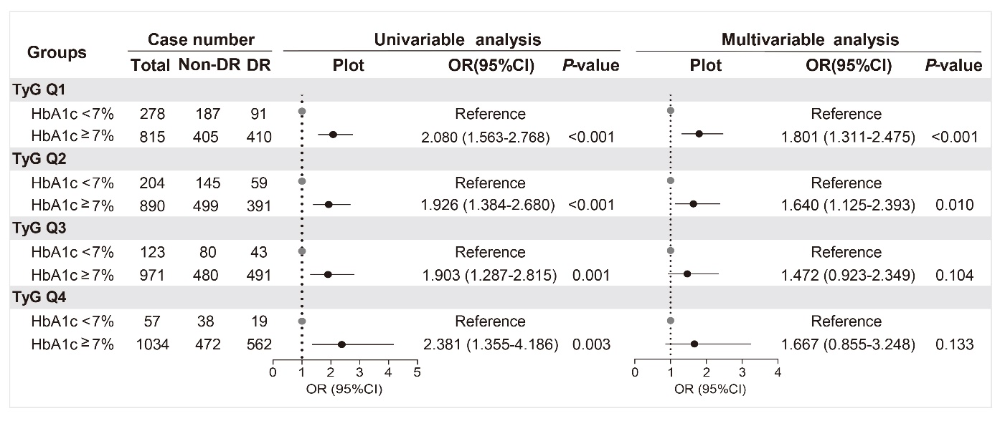 Groups Case number Univariable analysis Multivariable analysis
Total Non-DR DR Plot OR(95%CI) P-value Plot OR(95%CI) P-value
TyG Q1
HbA1c <7% 278 187 91 Reference Reference
HbA1c ≥7% 815 405 410 2.080 (1.563-2.768) <0.001 1.801 (1.311-2.475) <0.001
TyG Q2
HbA1c <7% 204 145 59 Reference Reference
HbA1c ≥7% 890 499 391 1.926 (1.384-2.680) <0.001 1.640 (1.125-2.393) 0.010
TyG Q3
HbA1c <7% 123 80 43 Reference Reference
HbA1c ≥7% 971 480 491 1.903 (1.287-2.815) 0.001 1.472 (0.923-2.349) 0.104
TyG Q4
HbA1c <7% 57 38 19 Reference Reference
HbA1c ≥7% 1034 472 562 2.381 (1.355-4.186) 0.003 1.667 (0.855-3.248) 0.133
0 1 2 3 4 5 0 1 2 3 4
OR (95%CI) OR (95%CI)